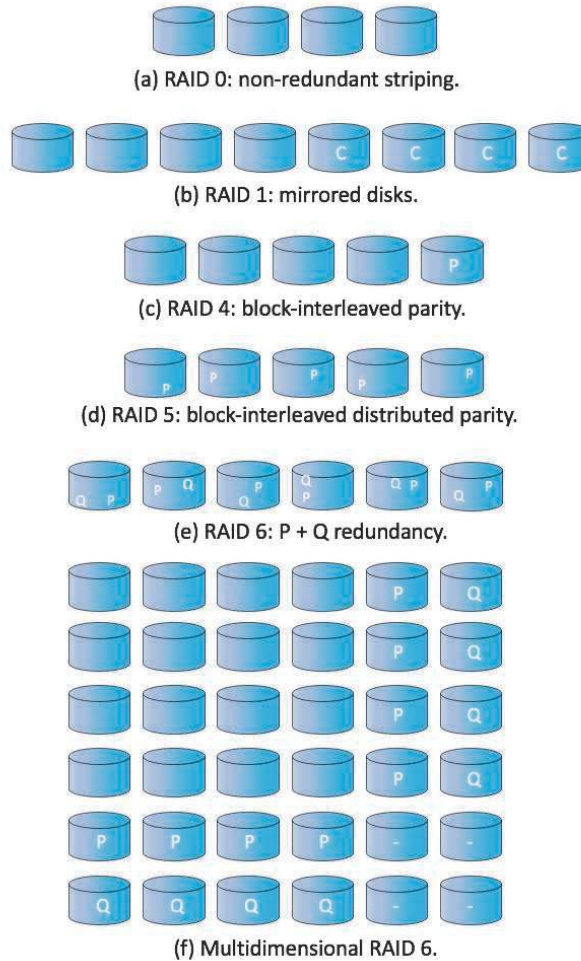 (a) RAID 0: non-redundant striping.
C C C C
(b) RAID 1: mirrored disks.
P
(c) RAID 4: block-interleaved parity.
P P P P P
(d) RAID 5: block-interleaved distributed parity.
Q P P Q Q P Q P Q P Q P
(e) RAID 6: P + Q redundancy.
P Q
P Q
P Q
P Q
P P P P - -
Q Q Q Q - -
(f) Multidimensional RAID 6.